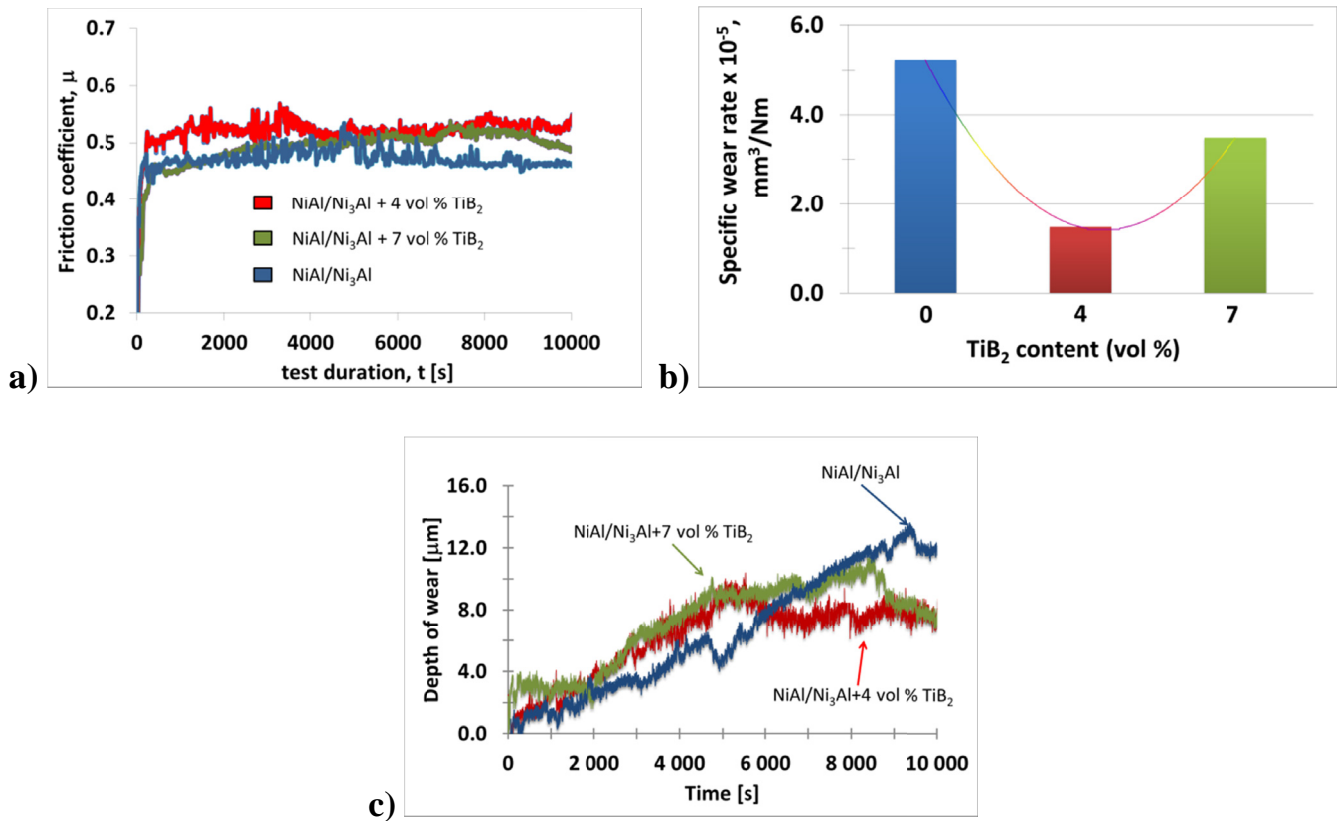 0.7
0.6
0.5
0.4
0.3
0.2
Friction coefficient, μ
NiAl/Ni₃Al + 4 vol % TiB₂
NiAl/Ni₃Al + 7 vol % TiB₂
NiAl/Ni₃Al
0 2000 4000 6000 8000 10000
test duration, t [s]
a)
6.0
4.0
2.0
0.0
Specific wear rate x 10⁻⁵,
mm³/Nm
0 4 7
TiB₂ content (vol %)
b)
16.0
12.0
8.0
4.0
0.0
Depth of wear [μm]
NiAl/Ni₃Al
NiAl/Ni₃Al+7 vol % TiB₂
NiAl/Ni₃Al+4 vol % TiB₂
0 2 000 4 000 6 000 8 000 10 000
Time [s]
c)